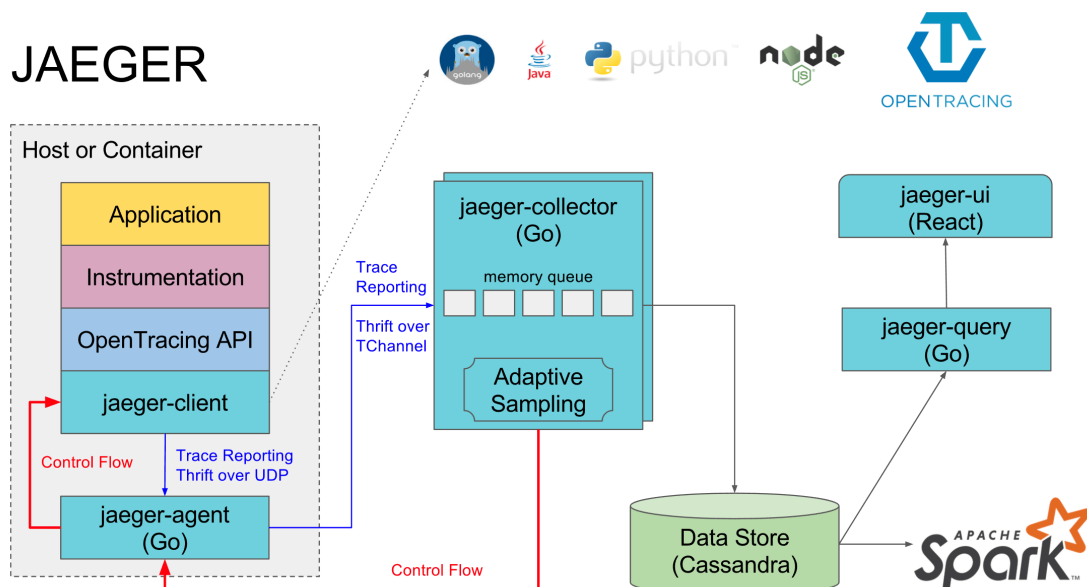 JAEGER
golang
Java
python™
node
JS
OPENTRACING
Host or Container
Application
Instrumentation
OpenTracing API
jaeger-client
Control Flow
Trace Reporting
Thrift over UDP
jaeger-agent
(Go)
Trace
Reporting
Thrift over
TChannel
jaeger-collector
(Go)
memory queue
Adaptive
Sampling
Control Flow
jaeger-ui
(React)
jaeger-query
(Go)
Data Store
(Cassandra)
APACHE
Spark™